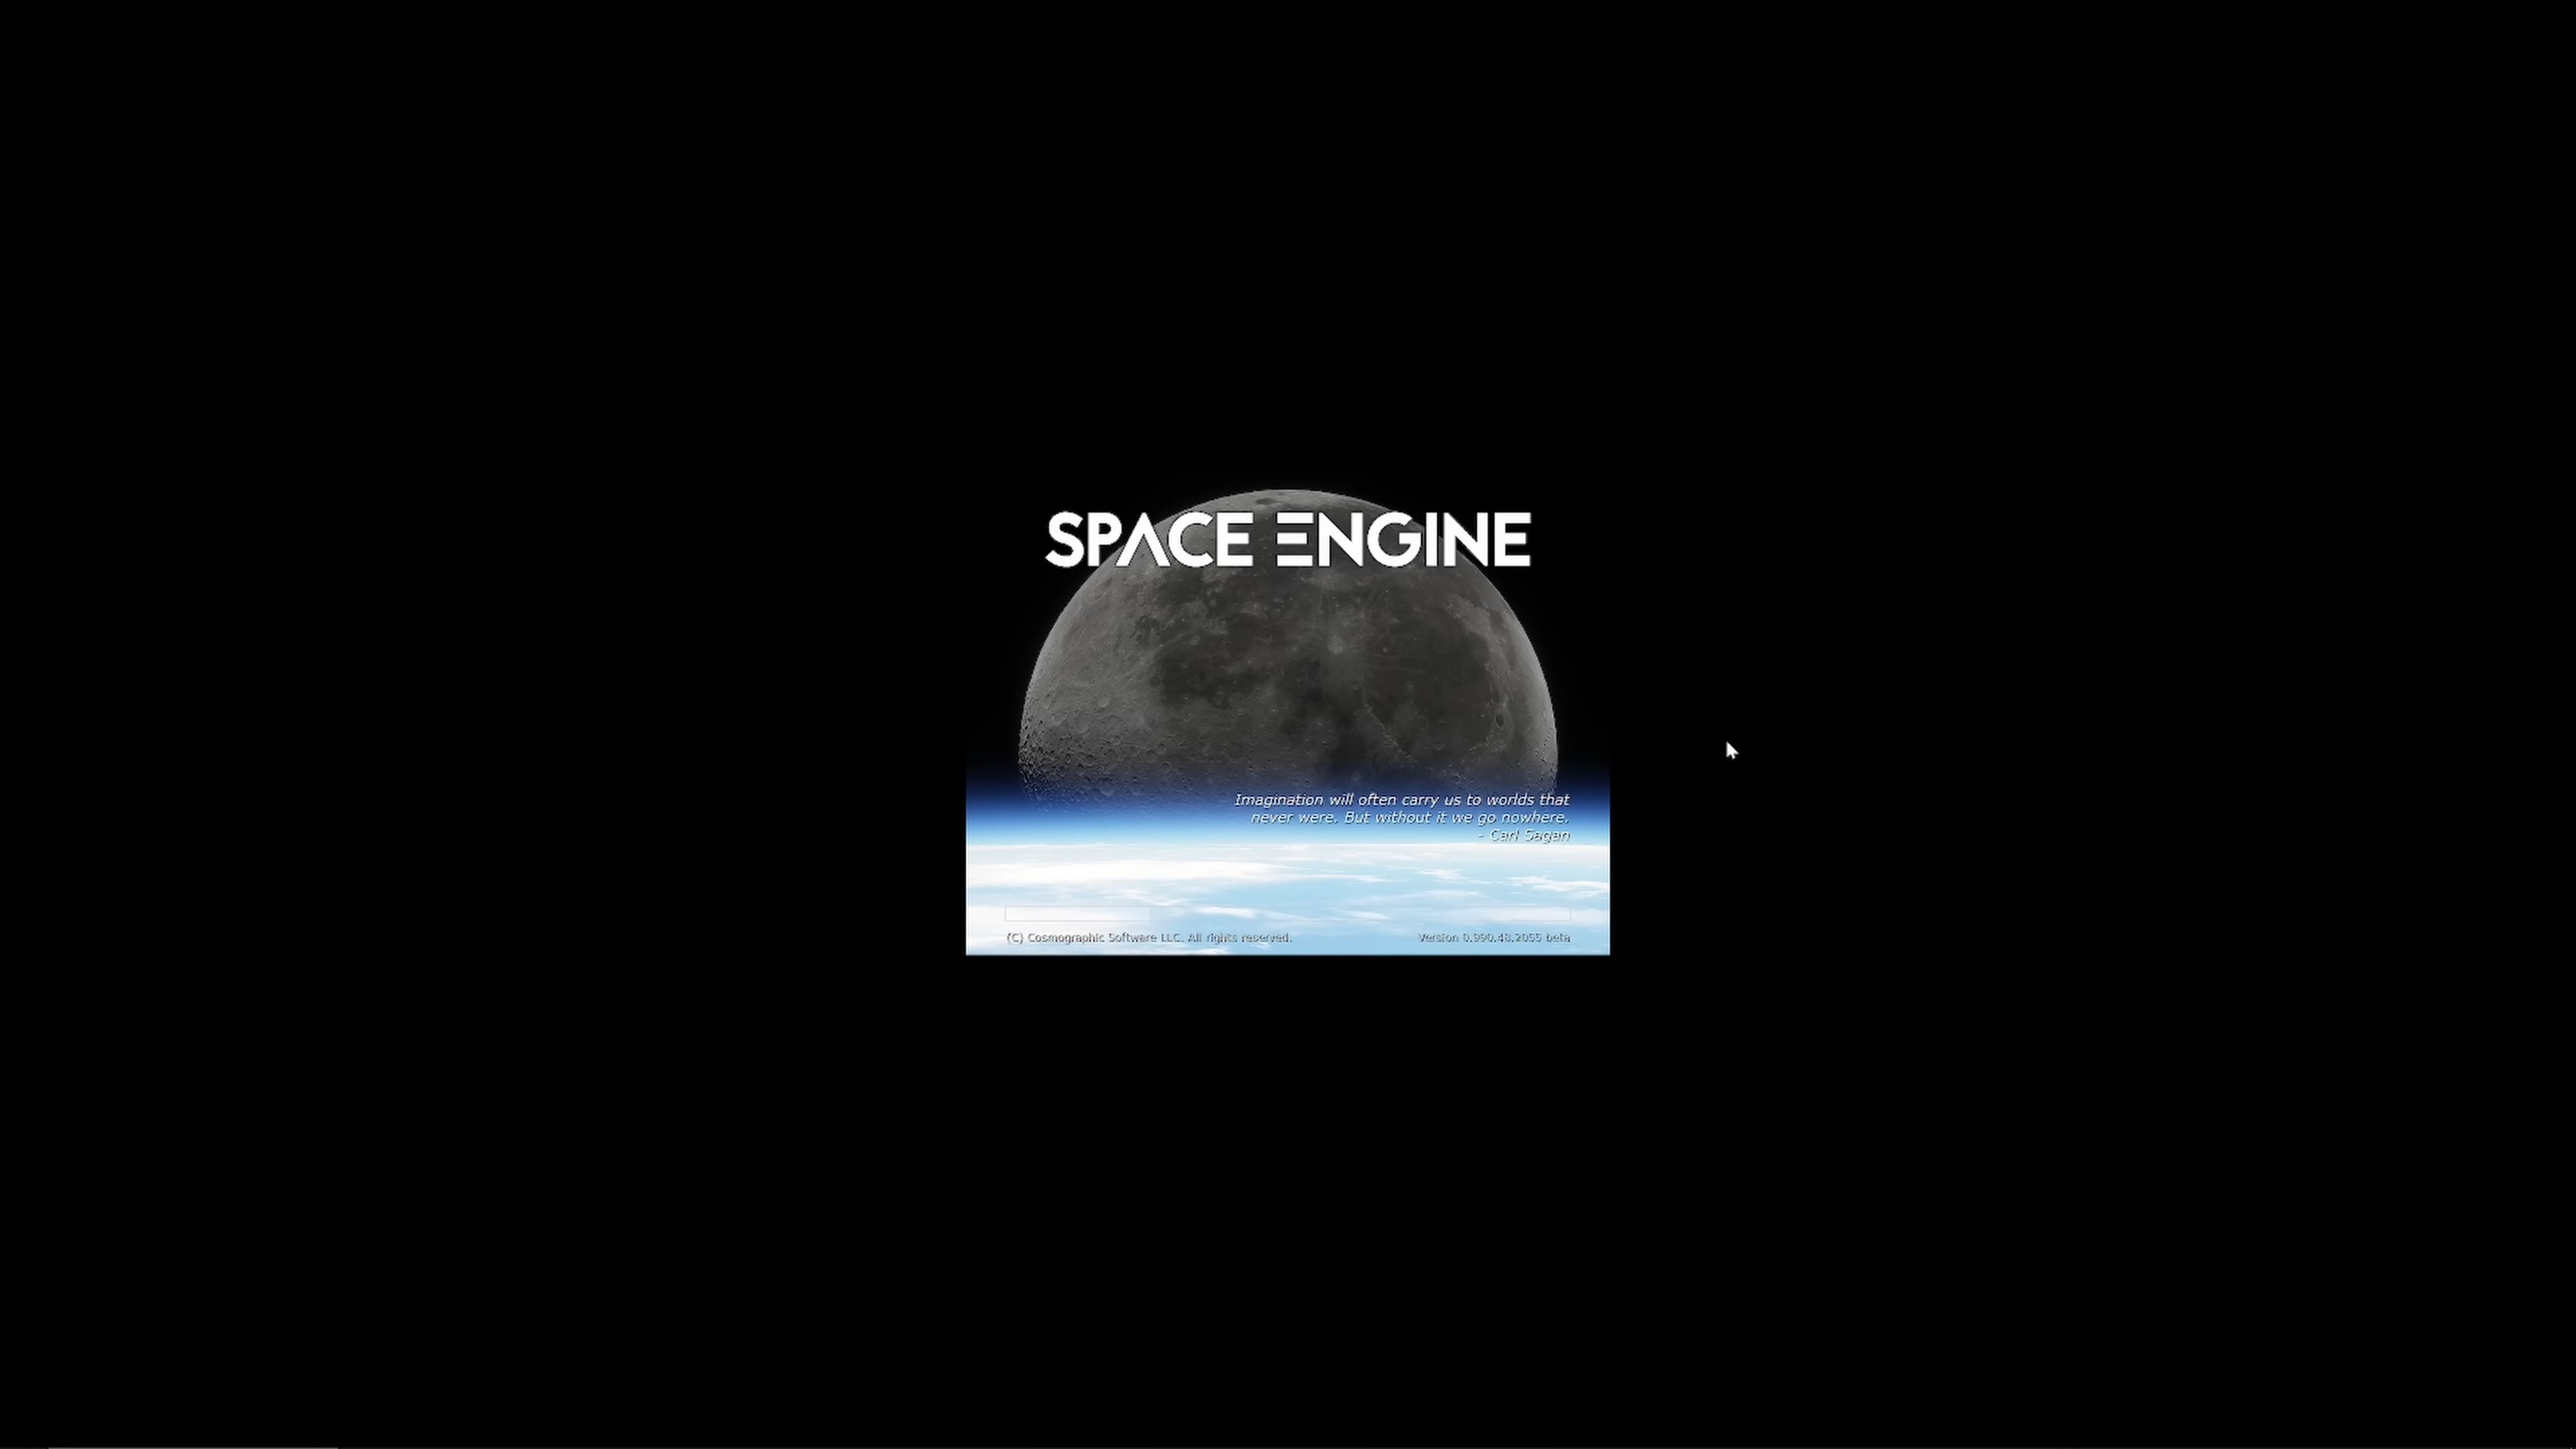 SPACE ENGINE
Imagination will often carry us to worlds that
never were. But without it we go nowhere.
- Carl Sagan
(C) Cosmographic Software LLC. All rights reserved.
Version 0.990.48.2055 beta